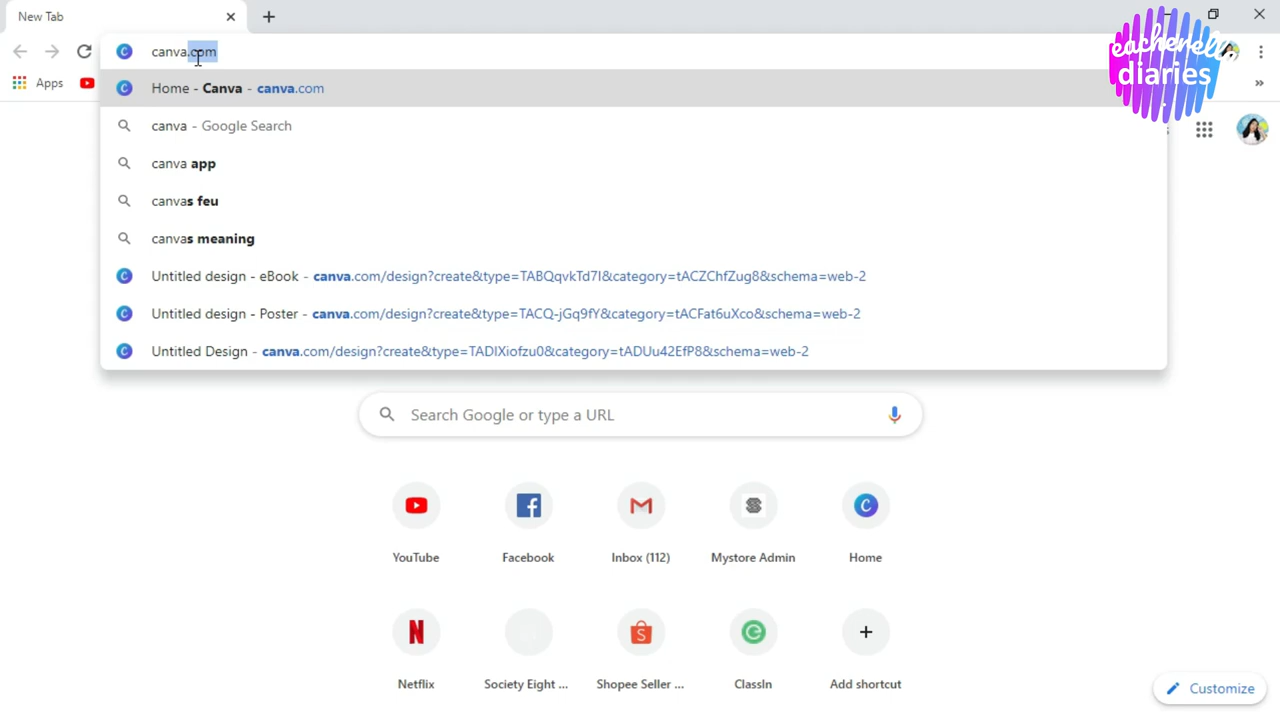 New Tab
canva.com
Apps
Home - Canva - canva.com
canva - Google Search
canva app
canvas feu
canvas meaning
Untitled design - eBook - canva.com/design?create&type=TABQqvkTd7I&category=tACZChfZug8&schema=web-2
Untitled design - Poster - canva.com/design?create&type=TACQ-jGq9fY&category=tACFat6uXco&schema=web-2
Untitled Design - canva.com/design?create&type=TADIXiofzu0&category=tADUu42EfP8&schema=web-2
diaries
Search Google or type a URL
YouTube
Facebook
Inbox (112)
Mystore Admin
Home
Netflix
Society Eight ...
Shopee Seller ...
ClassIn
Add shortcut
Customize